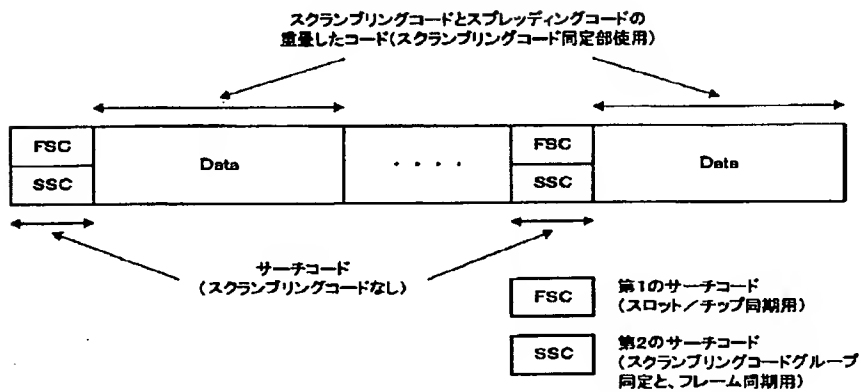 スクランブリングコードとスプレッディングコードの
重畳したコード(スクランブリングコード同定部使用)
FSC
SSC
Data
・・・・
FSC
SSC
Data
サーチコード
(スクランブリングコードなし)
FSC
第1のサーチコード
(スロット／チップ同期用)
SSC
第2のサーチコード
(スクランブリングコードグループ
同定と、フレーム同期用)